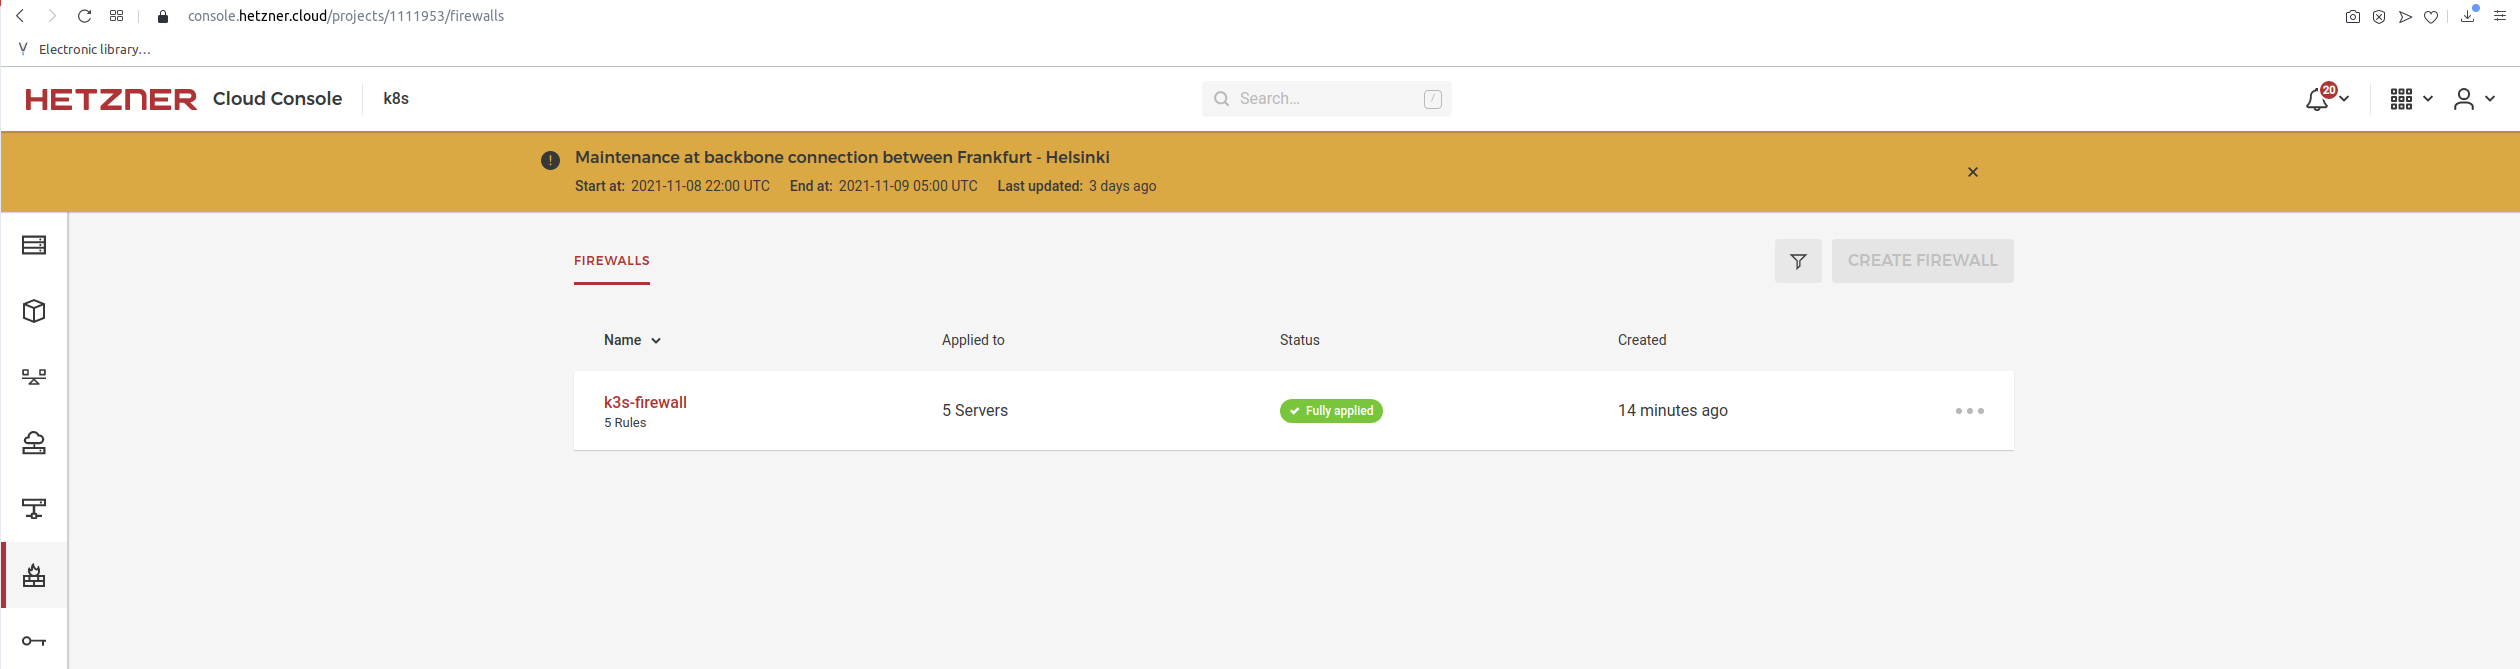 console.hetzner.cloud/projects/1111953/firewalls
Electronic library...
HETZNER Cloud Console k8s
Search... /
20
Maintenance at backbone connection between Frankfurt - Helsinki
Start at: 2021-11-08 22:00 UTC End at: 2021-11-09 05:00 UTC Last updated: 3 days ago
FIREWALLS
CREATE FIREWALL
Name Applied to Status Created
k3s-firewall
5 Rules
5 Servers
Fully applied
14 minutes ago